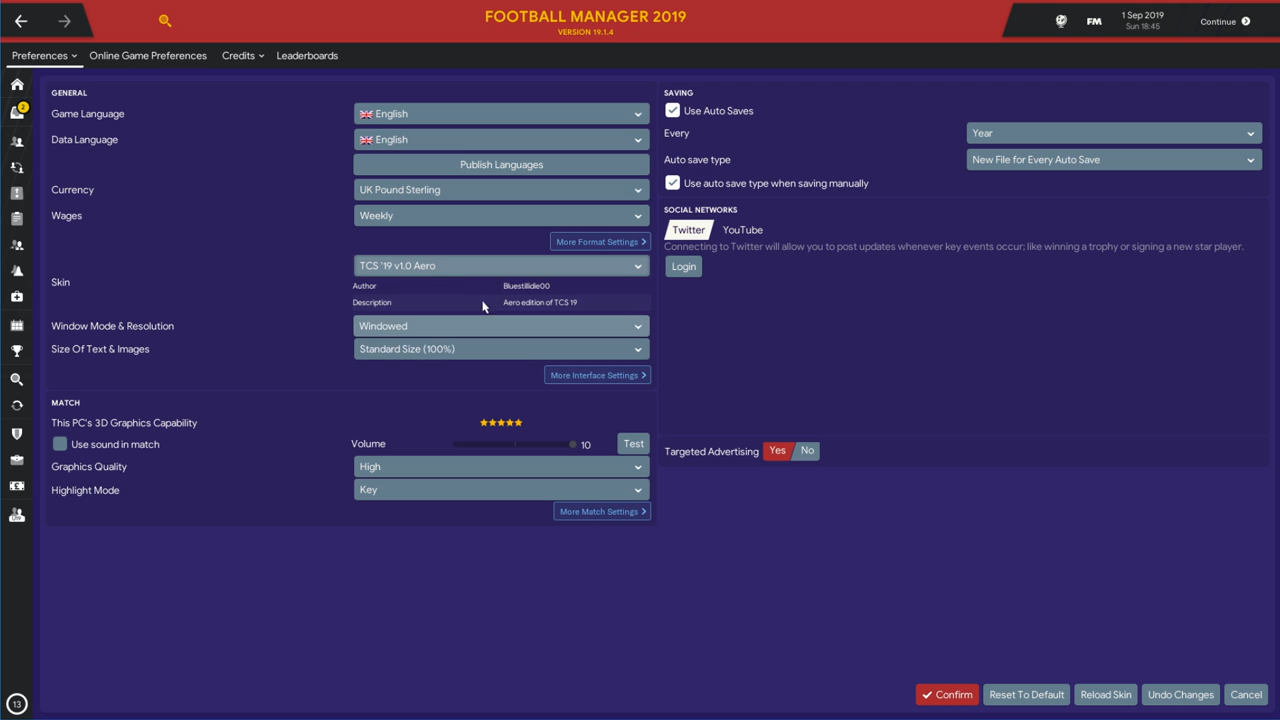 FOOTBALL MANAGER 2019
VERSION 19.1.4
FM
1 Sep 2019
Sun 18:45
Continue
Preferences
Online Game Preferences
Credits
Leaderboards
2
GENERAL
Game Language
English
Data Language
English
Publish Languages
Currency
UK Pound Sterling
Wages
Weekly
More Format Settings
Skin
TCS '19 v1.0 Aero
Author
Bluestillidie00
Description
Aero edition of TCS 19
Window Mode & Resolution
Windowed
Size Of Text & Images
Standard Size (100%)
More Interface Settings
MATCH
This PC's 3D Graphics Capability
Use sound in match
Volume
10
Test
Graphics Quality
High
Highlight Mode
Key
More Match Settings
SAVING
Use Auto Saves
Every
Year
Auto save type
New File for Every Auto Save
Use auto save type when saving manually
SOCIAL NETWORKS
Twitter
YouTube
Connecting to Twitter will allow you to post updates whenever key events occur; like winning a trophy or signing a new star player.
Login
Targeted Advertising
Yes
No
U19
13
Confirm
Reset To Default
Reload Skin
Undo Changes
Cancel